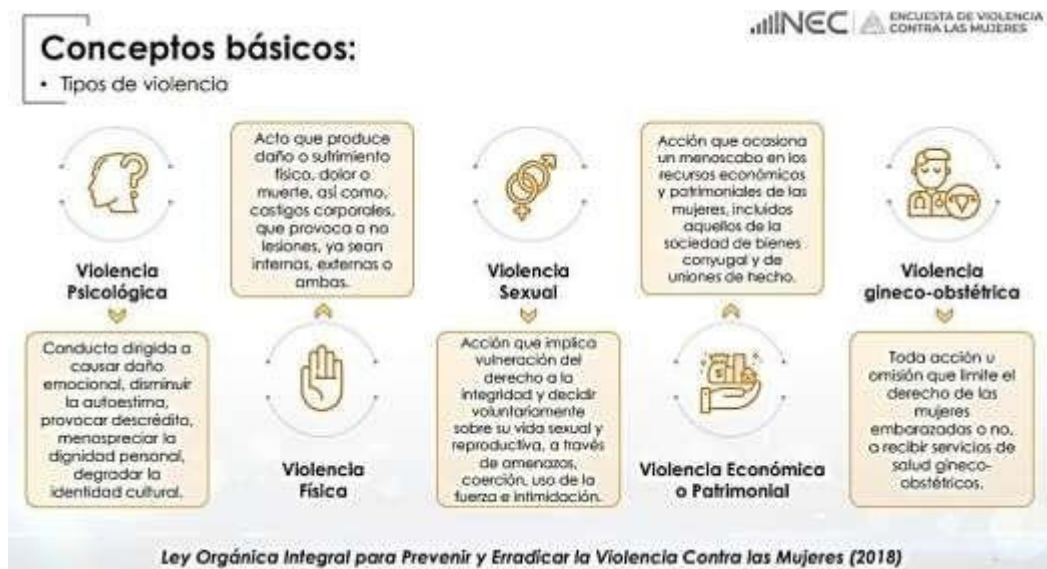 Conceptos básicos:
• Tipos de violencia
INEC
ENCUESTA DE VIOLENCIA
CONTRA LAS MUJERES
Violencia
Psicológica
Conducta dirigida a
causar daño
emocional, disminuir
la autoestima,
provocar descrédito,
menospreciar la
dignidad personal,
degradar la
identidad cultural.
Acto que produce
daño o sufrimiento
físico, dolor o
muerte, así como,
castigos corporales,
que provoca o no
lesiones, ya sean
internas, externas o
ambas.
Violencia
Física
Violencia
Sexual
Acción que implica
vulneración del
derecho a la
integridad y decidir
voluntariamente
sobre su vida sexual y
reproductiva, a través
de amenazas,
coerción, uso de la
fuerza e intimidación.
Acción que ocasiona
un menoscabo en los
recursos económicos
y patrimoniales de las
mujeres, incluidos
aquellos de la
sociedad de bienes
conyugal y de
uniones de hecho.
Violencia Económica
o Patrimonial
Violencia
gineco-obstétrica
Toda acción u
omisión que limite el
derecho de las
mujeres
embarazadas o no,
a recibir servicios de
salud gineco-
obstétricos.
Ley Orgánica Integral para Prevenir y Erradicar la Violencia Contra las Mujeres (2018)